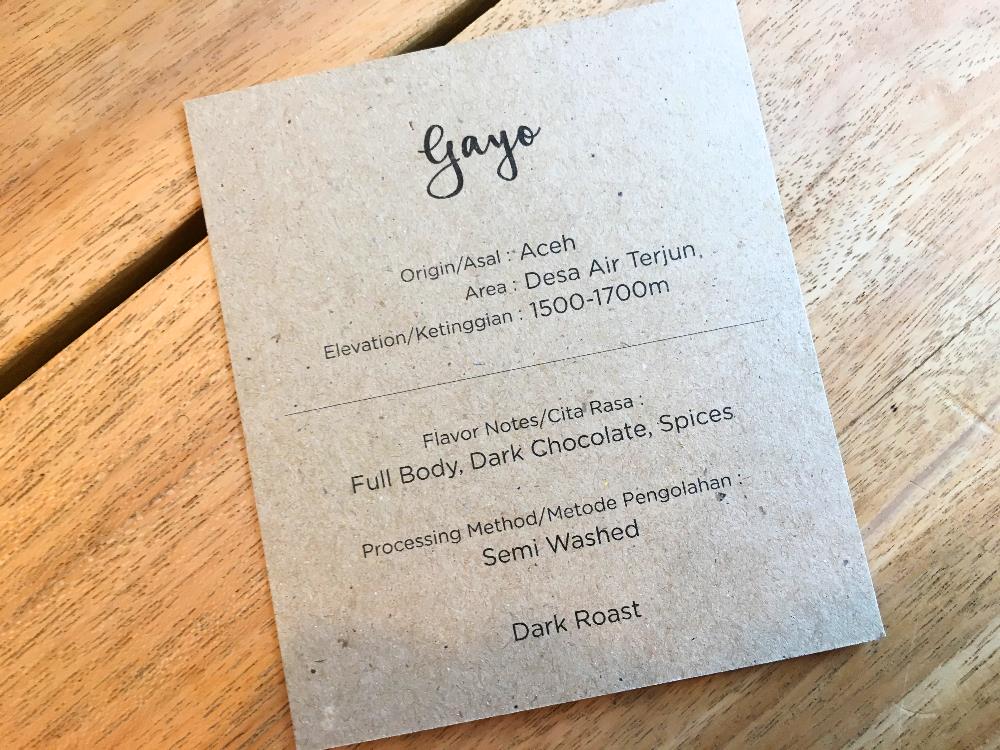 Gayo
Origin/Asal : Aceh
Area : Desa Air Terjun,
Elevation/Ketinggian : 1500-1700m
Flavor Notes/Cita Rasa :
Full Body, Dark Chocolate, Spices
Processing Method/Metode Pengolahan :
Semi Washed
Dark Roast